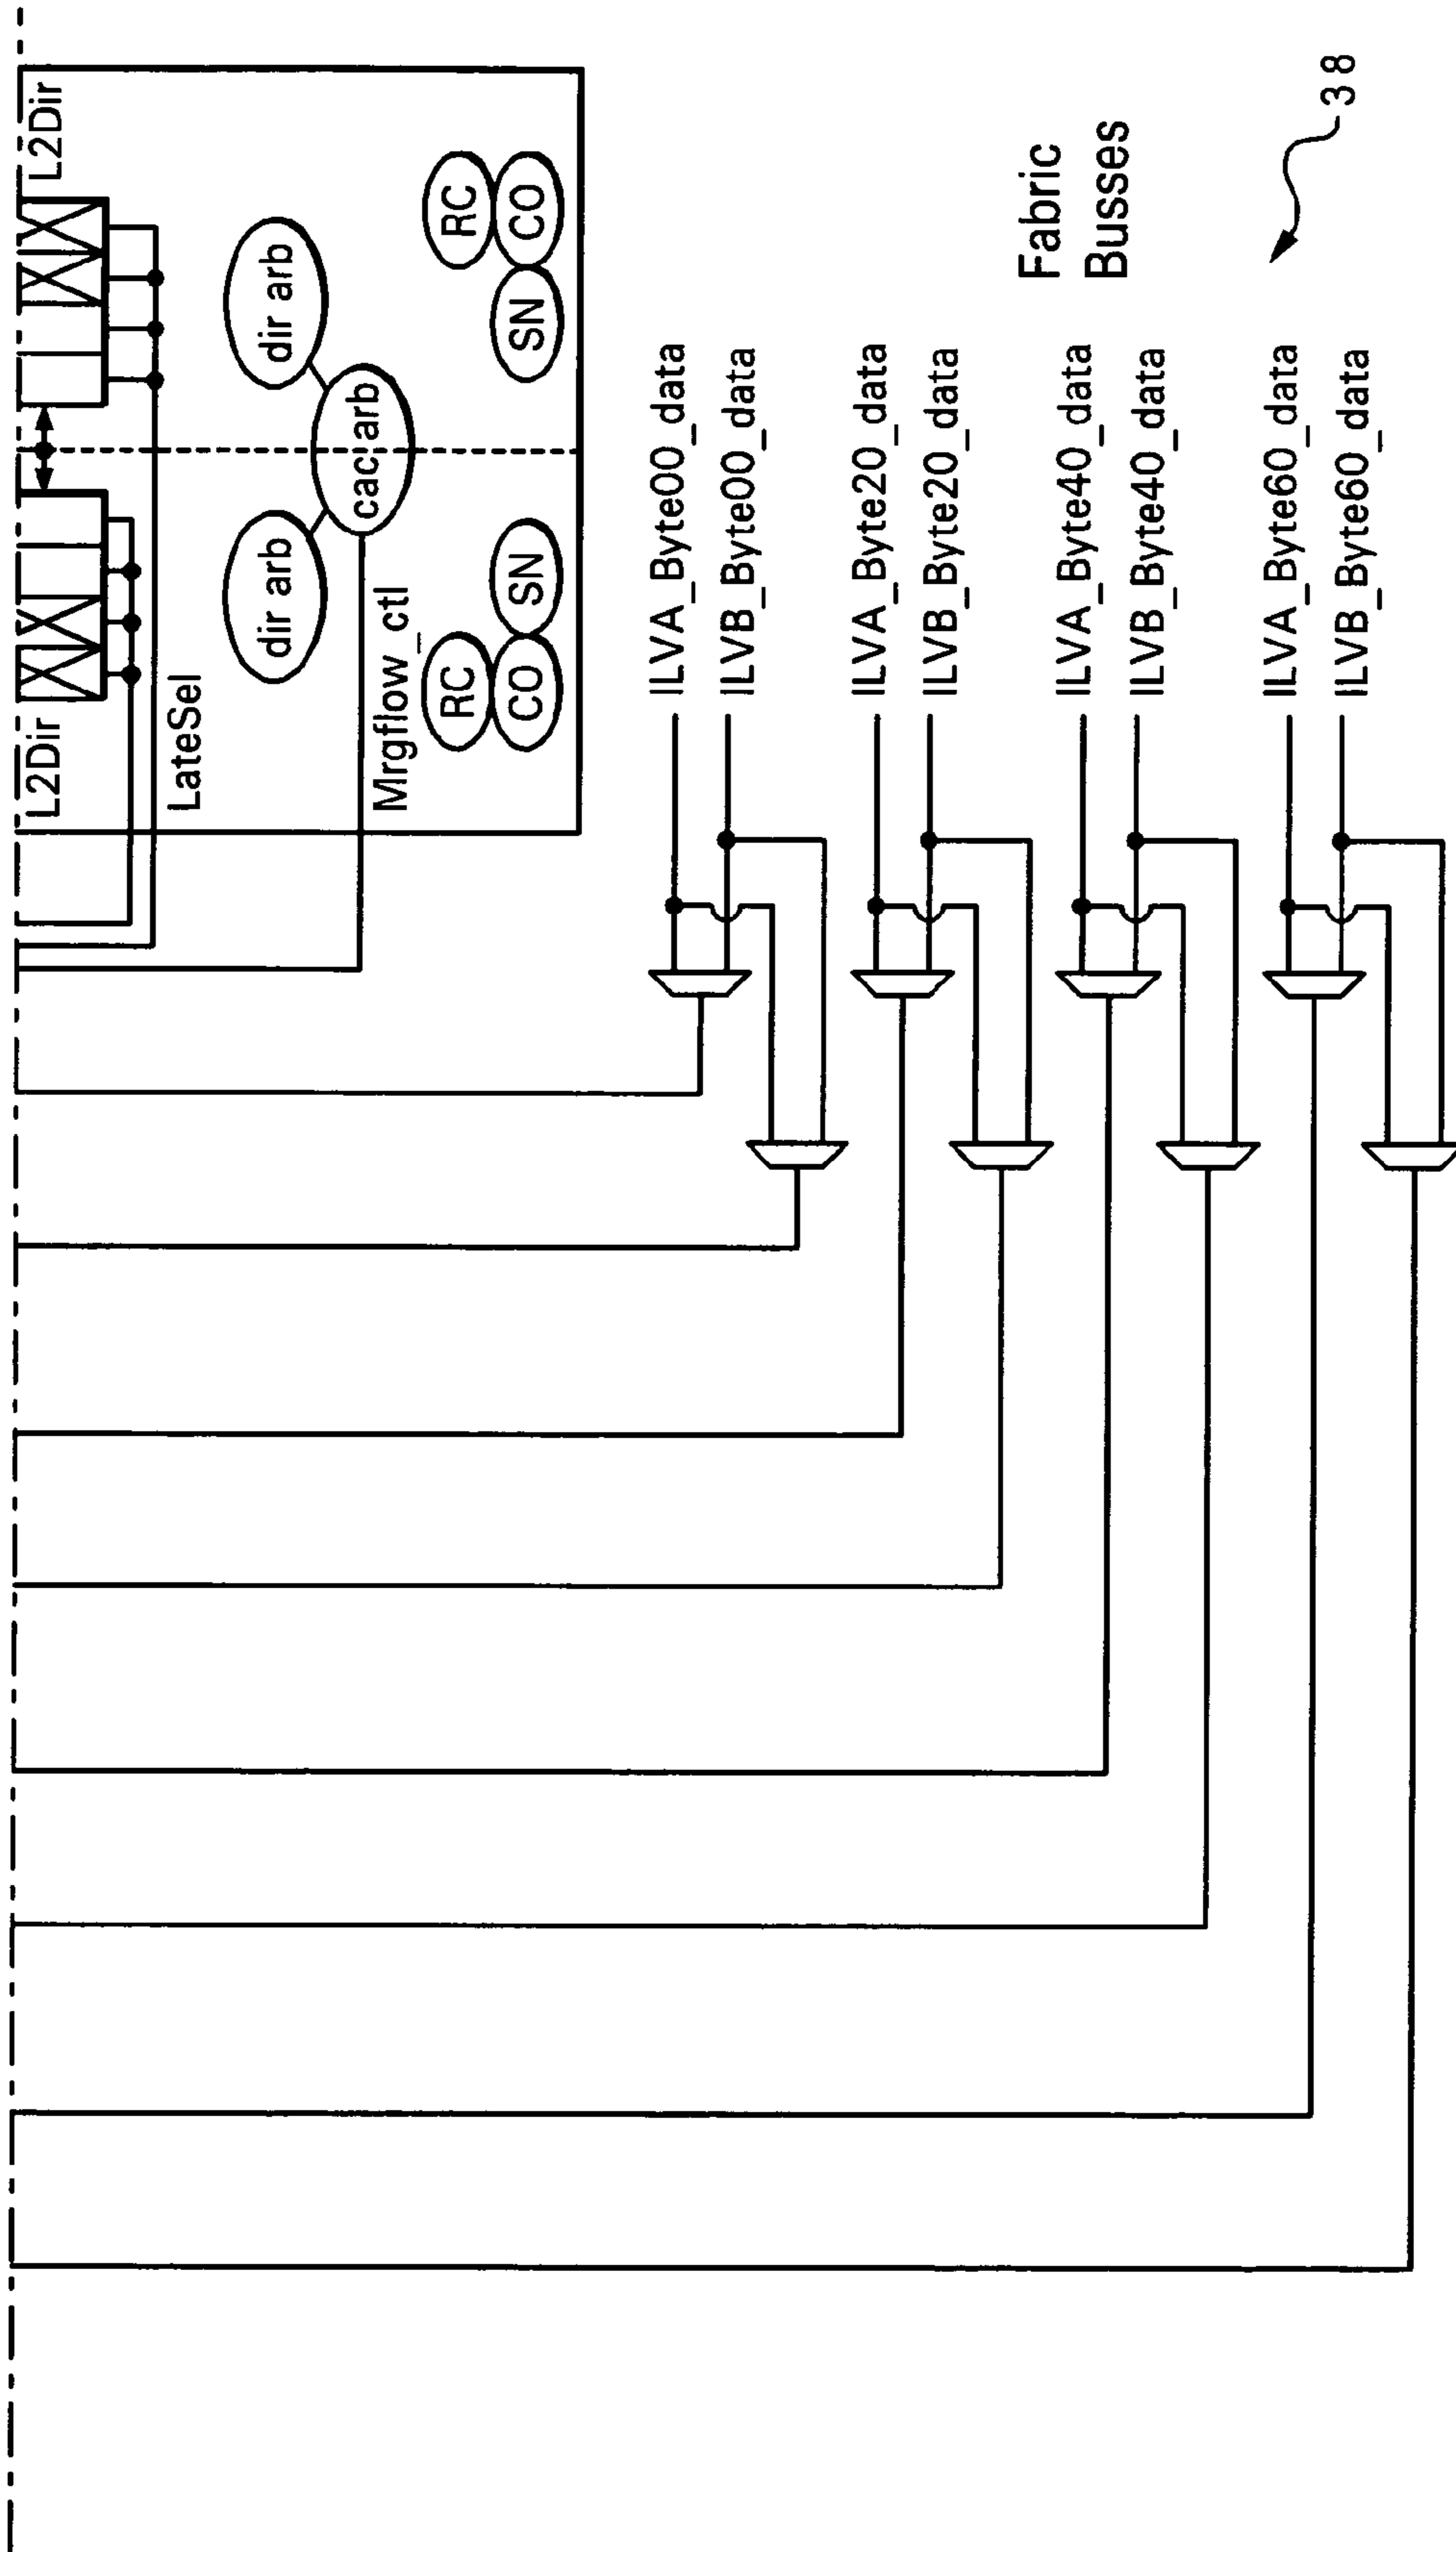 L2Dir
L2Dir
LateSel
dir arb
dir arb
cac arb
Mrgflow_ctl
RC
RC
CO
SN
SN
CO
ILVA_Byte00_data
ILVB_Byte00_data
ILVA_Byte20_data
ILVB_Byte20_data
Fabric
Busses
ILVA_Byte40_data
ILVB_Byte40_data
ILVA_Byte60_data
ILVB_Byte60_data
38